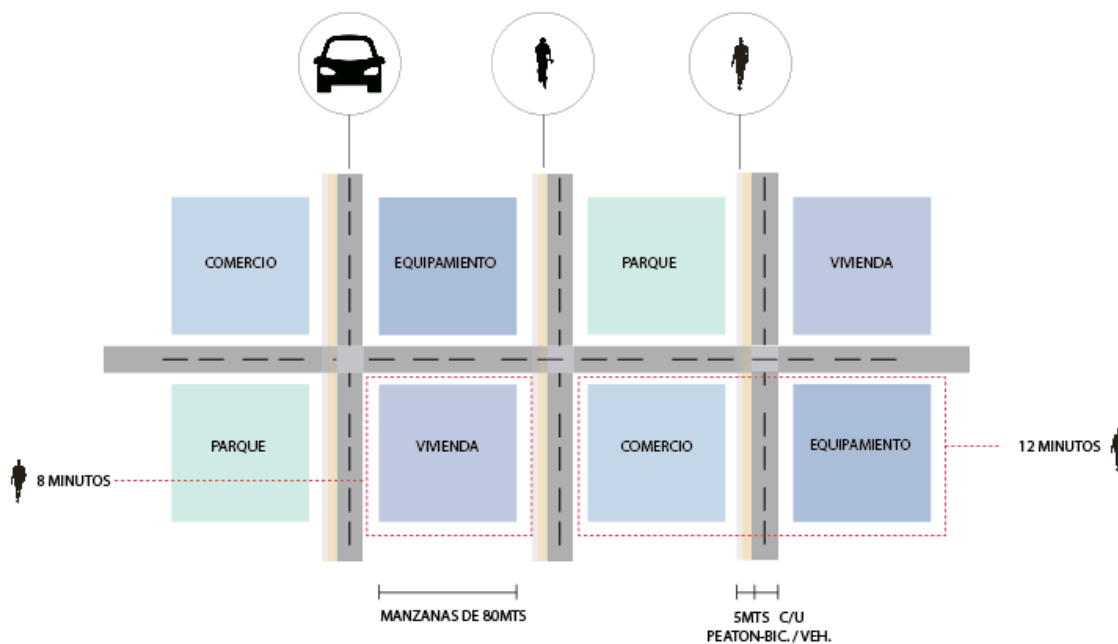 COMERCIO
EQUIPAMIENTO
PARQUE
VIVIENDA
PARQUE
VIVIENDA
COMERCIO
EQUIPAMIENTO
12 MINUTOS
8 MINUTOS
MANZANAS DE 80MTS
5MTS C/U
PEATON-BIC. / VEH.